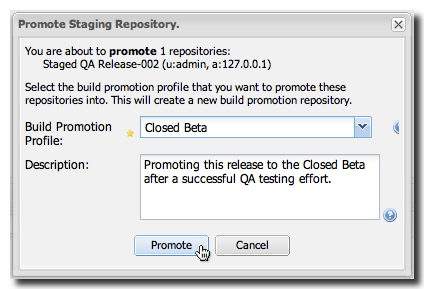 Promote Staging Repository.
You are about to promote 1 repositories:
Staged QA Release-002 (u:admin, a:127.0.0.1)
Select the build promotion profile that you want to promote these
repositories into. This will create a new build promotion repository.
Build Promotion
Profile:
Closed Beta
Description:
Promoting this release to the Closed Beta
after a successful QA testing effort.
Promote
Cancel